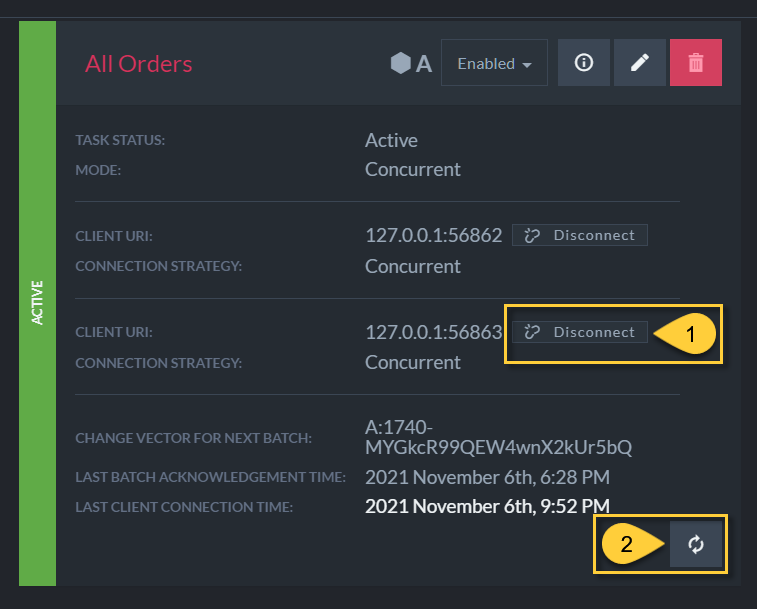 All Orders A Enabled
TASK STATUS: Active
MODE: Concurrent
CLIENT URI: 127.0.0.1:56862 Disconnect
CONNECTION STRATEGY: Concurrent
ACTIVE
CLIENT URI: 127.0.0.1:56863 Disconnect 1
CONNECTION STRATEGY: Concurrent
CHANGE VECTOR FOR NEXT BATCH: A:1740-
MYGkcR99QEW4wnX2kUr5bQ
LAST BATCH ACKNOWLEDGEMENT TIME: 2021 November 6th, 6:28 PM
LAST CLIENT CONNECTION TIME: 2021 November 6th, 9:52 PM
2